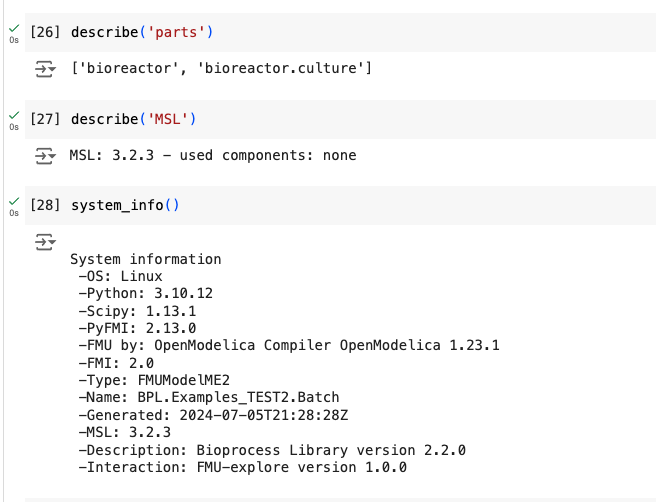 [26] describe('parts')
0s
['bioreactor', 'bioreactor.culture']
[27] describe('MSL')
0s
MSL: 3.2.3 – used components: none
[28] system_info()
0s
System information
–OS: Linux
–Python: 3.10.12
–Scipy: 1.13.1
–PyFMI: 2.13.0
–FMU by: OpenModelica Compiler OpenModelica 1.23.1
–FMI: 2.0
–Type: FMUModelME2
–Name: BPL.Examples_TEST2.Batch
–Generated: 2024-07-05T21:28:28Z
–MSL: 3.2.3
–Description: Bioprocess Library version 2.2.0
–Interaction: FMU-explore version 1.0.0